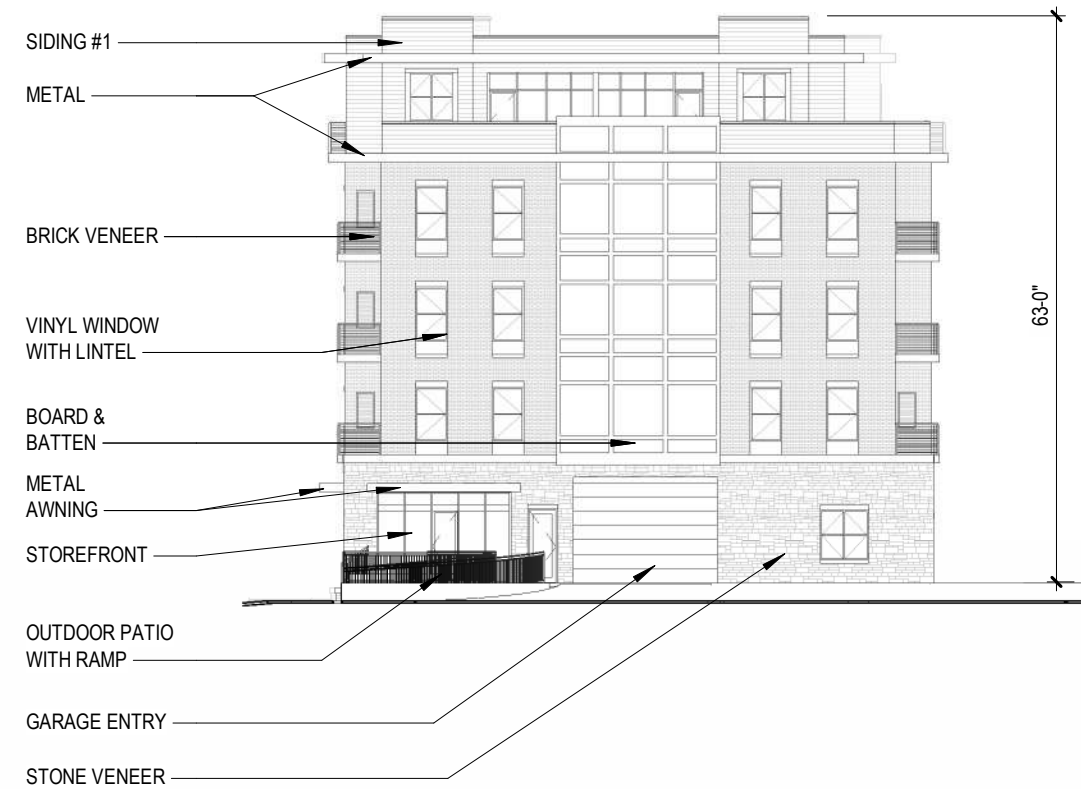 SIDING #1
METAL
BRICK VENEER
VINYL WINDOW
WITH LINTEL
BOARD &
BATTEN
METAL
AWNING
STOREFRONT
OUTDOOR PATIO
WITH RAMP
GARAGE ENTRY
STONE VENEER
63-0"